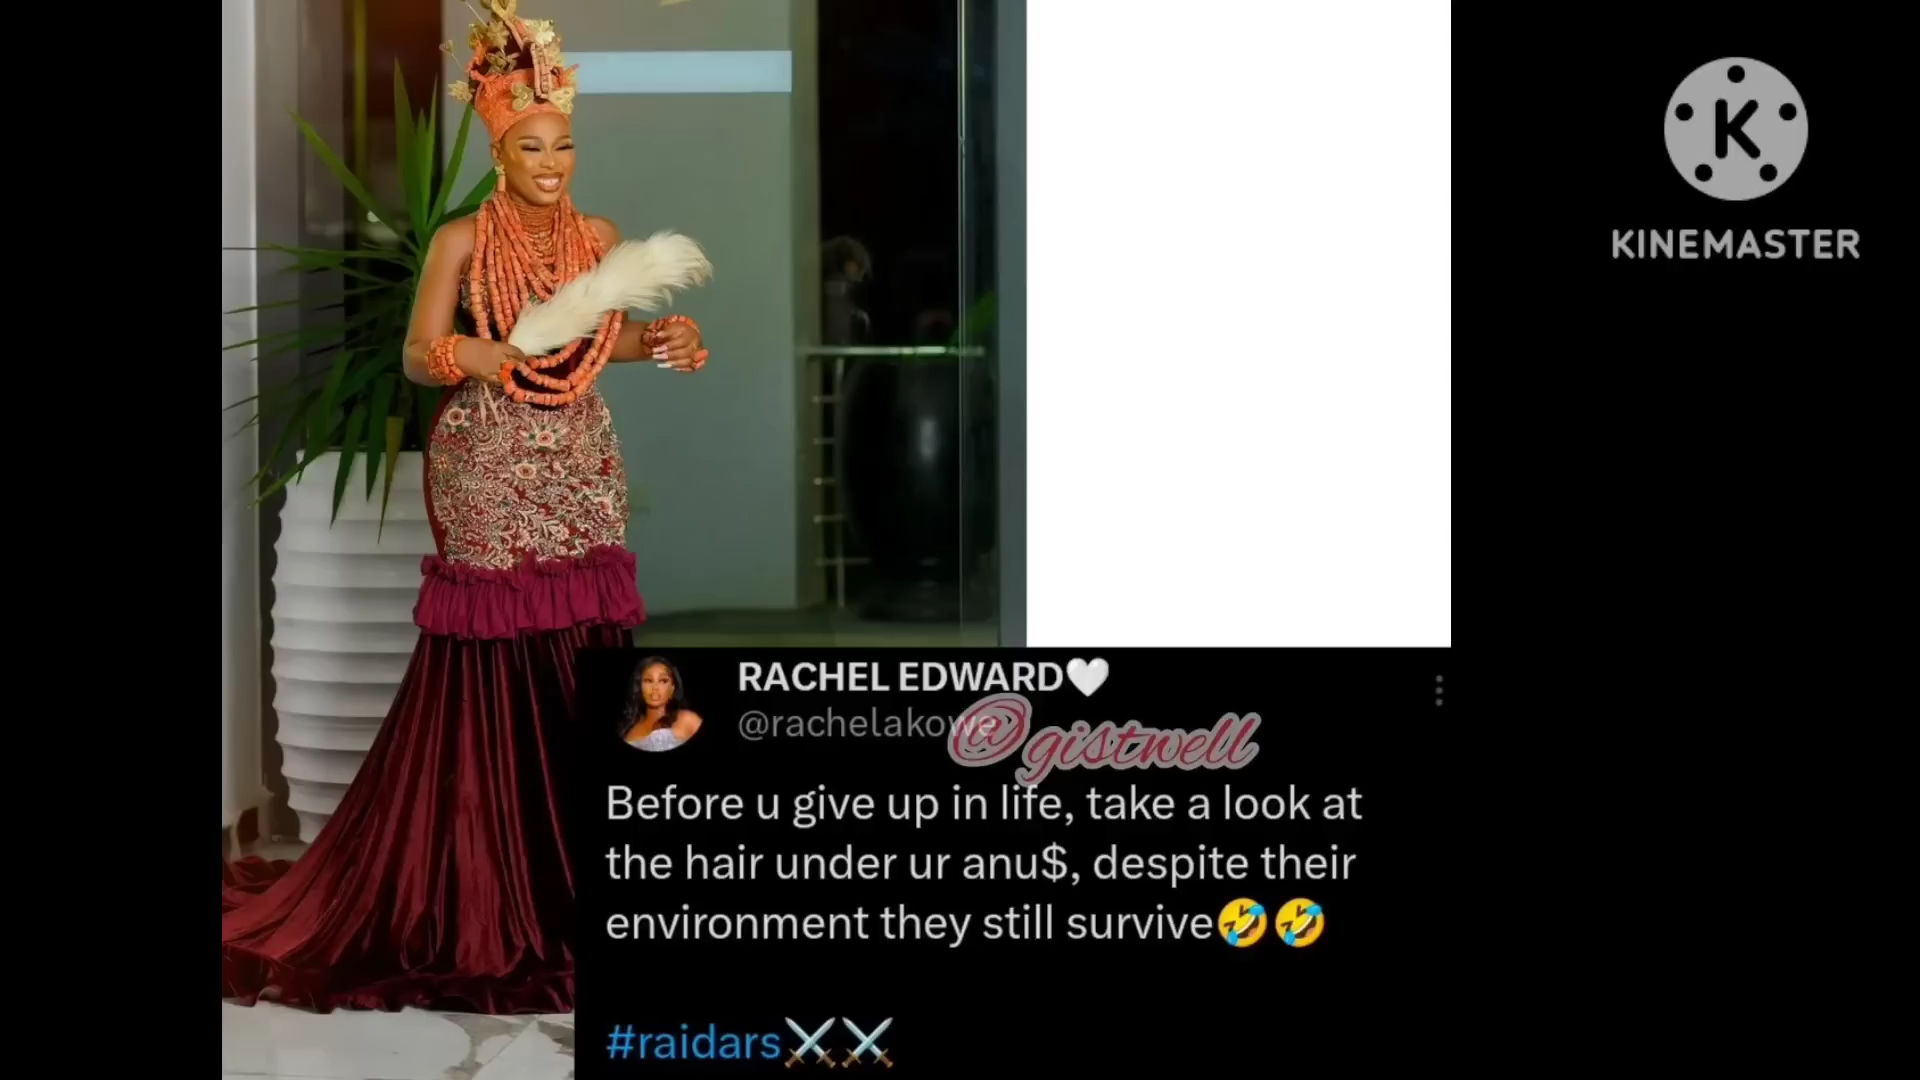 K
KINEMASTER
RACHEL EDWARD🤍
@rachelakowe
@gistwell
Before u give up in life, take a look at
the hair under ur anu$, despite their
environment they still survive🤣🤣
#raidars⚔️⚔️